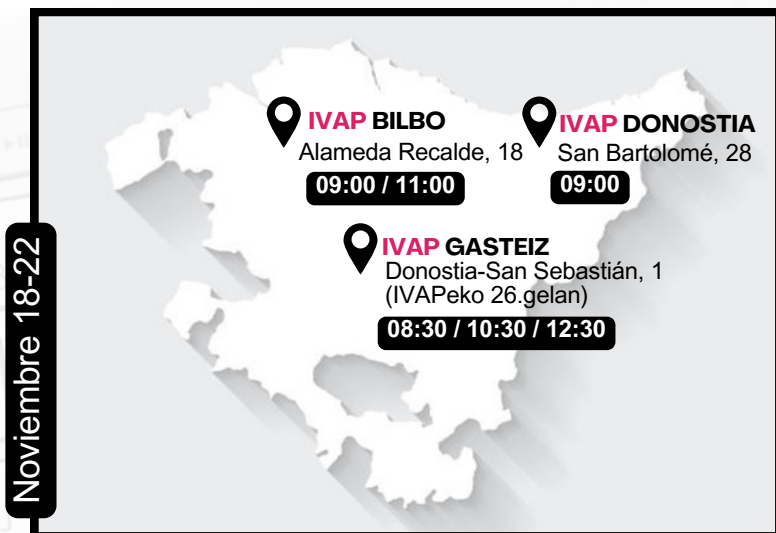 Noviembre 18-22
IVAP BILBO
Alameda Recalde, 18
09:00 / 11:00
IVAP DONOSTIA
San Bartolomé, 28
09:00
IVAP GASTEIZ
Donostia-San Sebastián, 1
(IVAPeko 26.gelan)
08:30 / 10:30 / 12:30